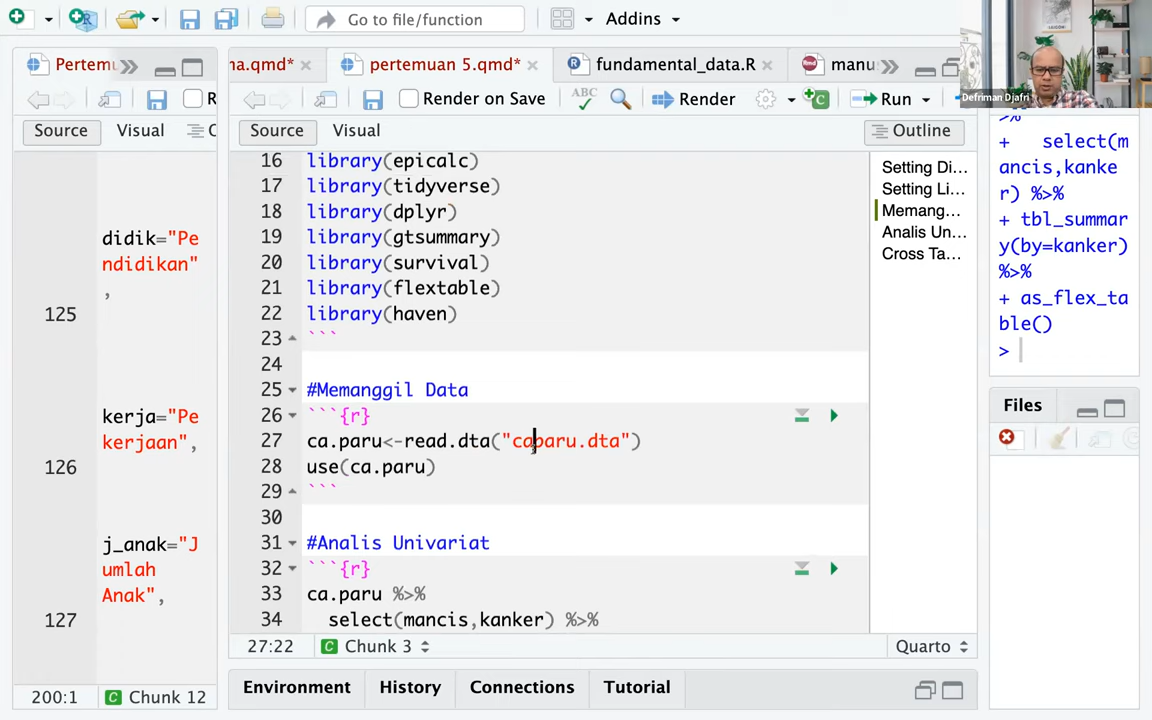 Go to file/function
Addins
Pertem
»
R
na.qmd*
pertemuan 5.qmd*
fundamental_data.R
manu
»
Defriman Djafri
Render on Save
ABC
Render
Run
Source
Visual
Source
Visual
Outline
didik="Pe
ndidikan"
,
125
kerja="Pe
kerjaan",
126
j_anak="J
umlah
Anak",
127
200:1
Chunk 12
16 library(epicalc)
17 library(tidyverse)
18 library(dplyr)
19 library(gtsummary)
20 library(survival)
21 library(flextable)
22 library(haven)
23 ```
24
25 #Memanggil Data
26 ```{r}
27 ca.paru<-read.dta("caparu.dta")
28 use(ca.paru)
29 ```
30
31 #Analis Univariat
32 ```{r}
33 ca.paru %>%
34 select(mancis,kanker) %>%
27:22
Chunk 3
Quarto
Setting Di...
Setting Li...
Memang...
Analis Un...
Cross Ta...
%>%
+ select(m
ancis,kanke
r) %>%
+ tbl_summar
y(by=kanker)
%>%
+ as_flex_ta
ble()
>
Files
Environment
History
Connections
Tutorial